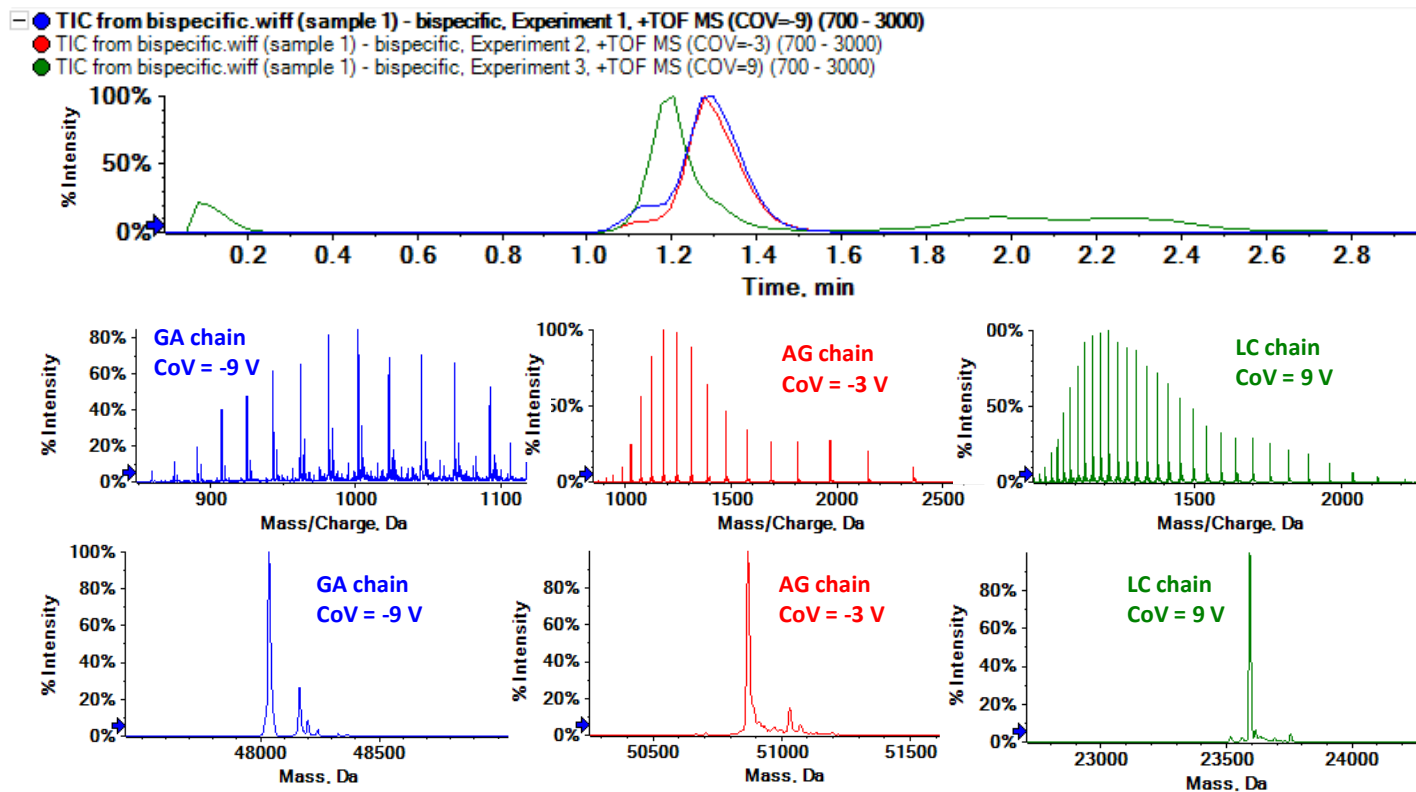 TIC from bispecific.wiff (sample 1) - bispecific, Experiment 1, +TOF MS (COV=-9) (700 - 3000)
TIC from bispecific.wiff (sample 1) - bispecific, Experiment 2, +TOF MS (COV=-3) (700 - 3000)
TIC from bispecific.wiff (sample 1) - bispecific, Experiment 3, +TOF MS (COV=9) (700 - 3000)
% Intensity
100%
50%
0%
0.2 0.4 0.6 0.8 1.0 1.2 1.4 1.6 1.8 2.0 2.2 2.4 2.6 2.8
Time, min
% Intensity
80%
60%
40%
20%
0%
GA chain
CoV = -9 V
900 1000 1100
Mass/Charge, Da
% Intensity
100%
50%
0%
AG chain
CoV = -3 V
1000 1500 2000 2500
Mass/Charge, Da
% Intensity
00%
50%
0%
LC chain
CoV = 9 V
1500 2000
Mass/Charge, Da
% Intensity
100%
80%
60%
40%
20%
0%
GA chain
CoV = -9 V
48000 48500
Mass, Da
% Intensity
100%
80%
60%
40%
20%
0%
AG chain
CoV = -3 V
50500 51000 51500
Mass, Da
% Intensity
100%
80%
60%
40%
20%
0%
LC chain
CoV = 9 V
23000 23500 24000
Mass, Da